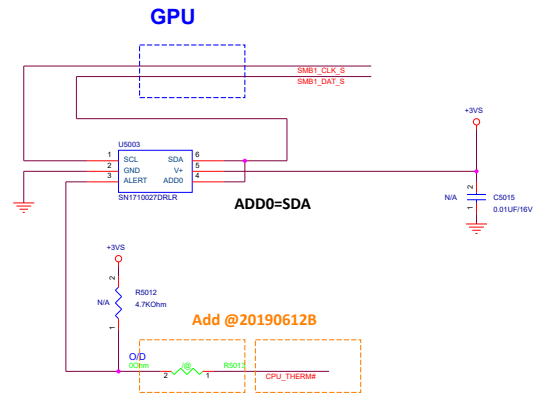 GPU
SMB1_CLK_S
SMB1_DAT_S
+3VS
U5003
1 SCL SDA 6
2 GND V+ 5
3 ALERT ADD0 4
SN1710027DRLR
ADD0=SDA
N/A
2
1
C5015
0.01UF/16V
+3VS
2
R5012
N/A
4.7KOhm
1
Add @20190612B
O/D
0Ohm /@ R5013
2 1
CPU_THERM#